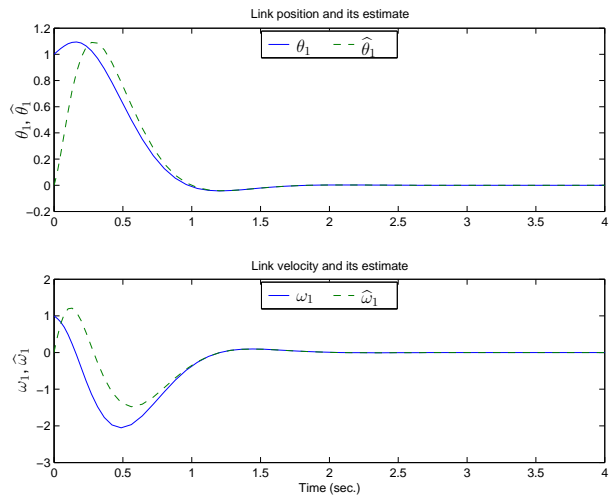 Link position and its estimate
θ₁ θ̂₁
1.2
1
0.8
0.6
0.4
0.2
0
−0.2
θ₁, θ̂₁
0 0.5 1 1.5 2 2.5 3 3.5 4
Link velocity and its estimate
ω₁ ω̂₁
2
1
0
−1
−2
−3
ω₁, ω̂₁
0 0.5 1 1.5 2 2.5 3 3.5 4
Time (sec.)